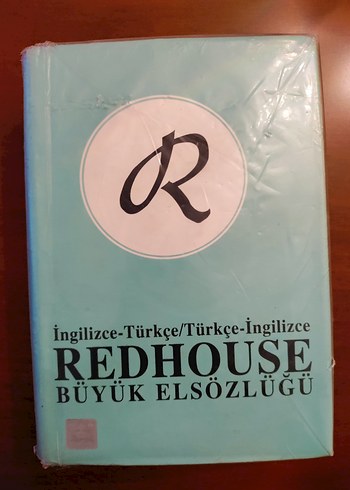 R
İngilizce-Türkçe/Türkçe-İngilizce
REDHOUSE
BÜYÜK ELSÖZLÜĞÜ